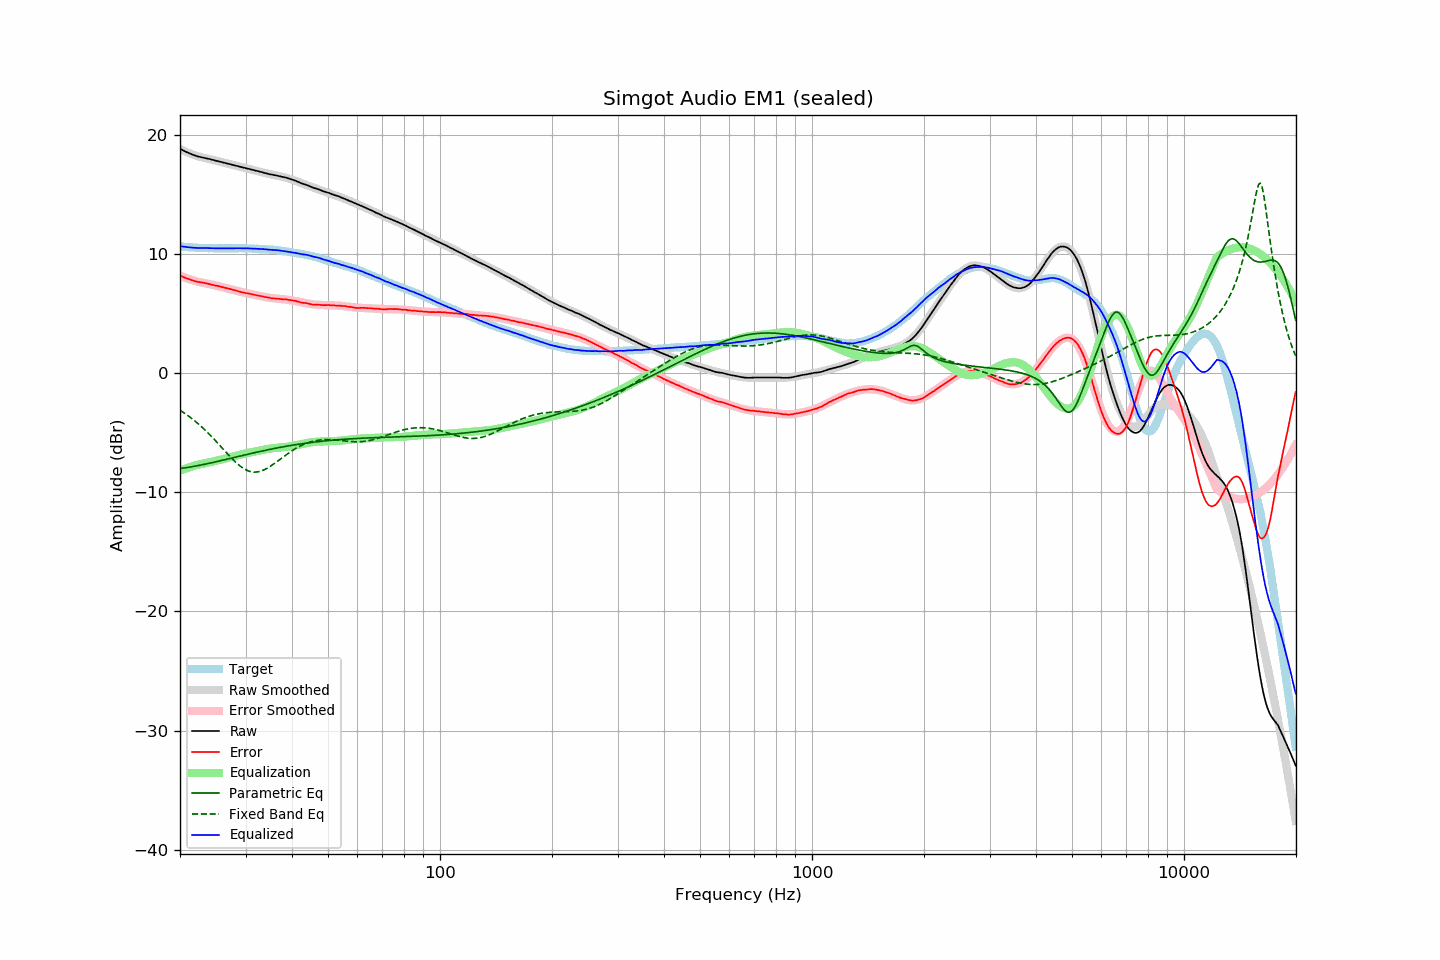 Simgot Audio EM1 (sealed)
20
10
0
−10
−20
−30
−40
Amplitude (dBr)
Target
Raw Smoothed
Error Smoothed
Raw
Error
Equalization
Parametric Eq
Fixed Band Eq
Equalized
100
1000
10000
Frequency (Hz)